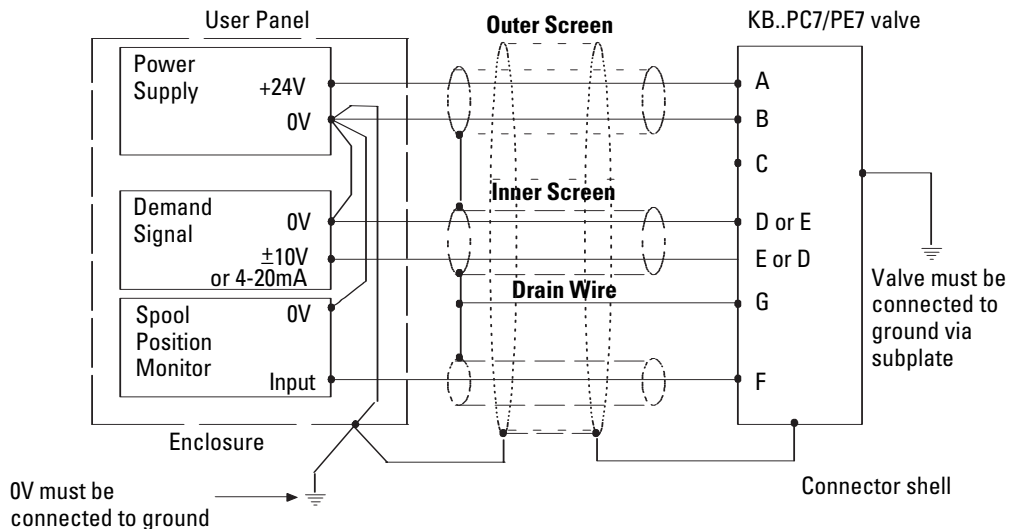 User Panel
Outer Screen
KB..PC7/PE7 valve
Power
Supply
+24V
0V
A
B
C
Inner Screen
Demand
Signal
0V
±10V
or 4-20mA
D or E
E or D
Drain Wire
G
Valve must be
connected to
ground via
subplate
Spool
Position
Monitor
0V
Input
F
Enclosure
0V must be
connected to ground
Connector shell